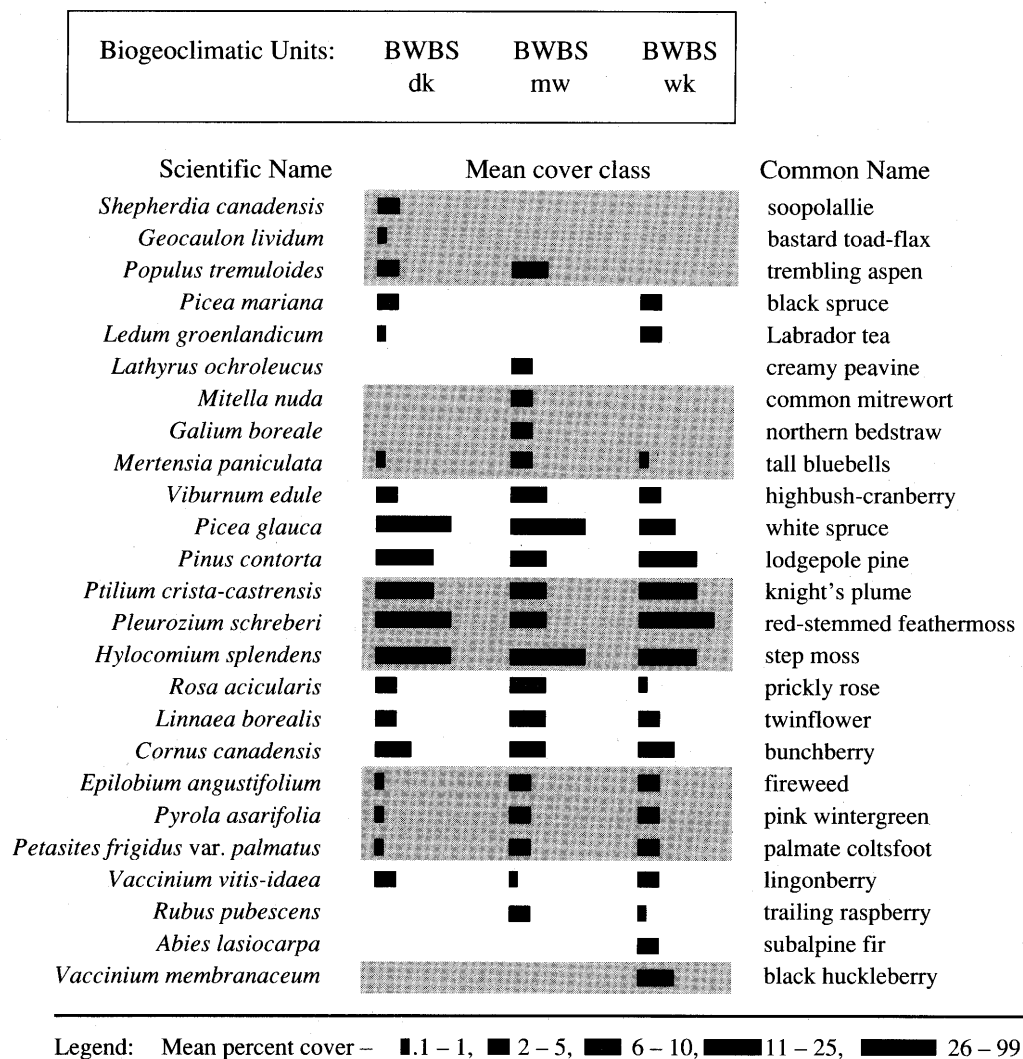 Biogeoclimatic Units: BWBS BWBS BWBS
dk mw wk
Scientific Name Mean cover class Common Name
Shepherdia canadensis soopolallie
Geocaulon lividum bastard toad-flax
Populus tremuloides trembling aspen
Picea mariana black spruce
Ledum groenlandicum Labrador tea
Lathyrus ochroleucus creamy peavine
Mitella nuda common mitrewort
Galium boreale northern bedstraw
Mertensia paniculata tall bluebells
Viburnum edule highbush-cranberry
Picea glauca white spruce
Pinus contorta lodgepole pine
Ptilium crista-castrensis knight's plume
Pleurozium schreberi red-stemmed feathermoss
Hylocomium splendens step moss
Rosa acicularis prickly rose
Linnaea borealis twinflower
Cornus canadensis bunchberry
Epilobium angustifolium fireweed
Pyrola asarifolia pink wintergreen
Petasites frigidus var. palmatus palmate coltsfoot
Vaccinium vitis-idaea lingonberry
Rubus pubescens trailing raspberry
Abies lasiocarpa subalpine fir
Vaccinium membranaceum black huckleberry
Legend: Mean percent cover – .1 – 1, 2 – 5, 6 – 10, 11 – 25, 26 – 99